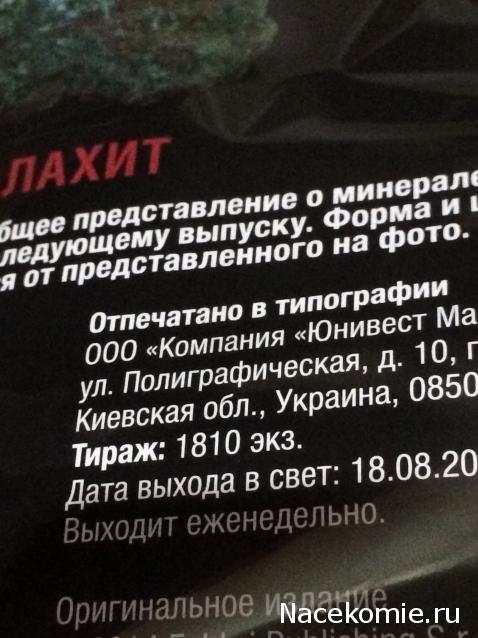 ЛАХИТ
бщее представление о минерале
ледующему выпуску. Форма и ц
я от представленного на фото.
Отпечатано в типографии
ООО «Компания «Юнивест Ма
ул. Полиграфическая, д. 10, г
Киевская обл., Украина, 0850
Тираж: 1810 экз.
Дата выхода в свет: 18.08.20
Выходит еженедельно.
Оригинальное издание
Nacekomie.ru